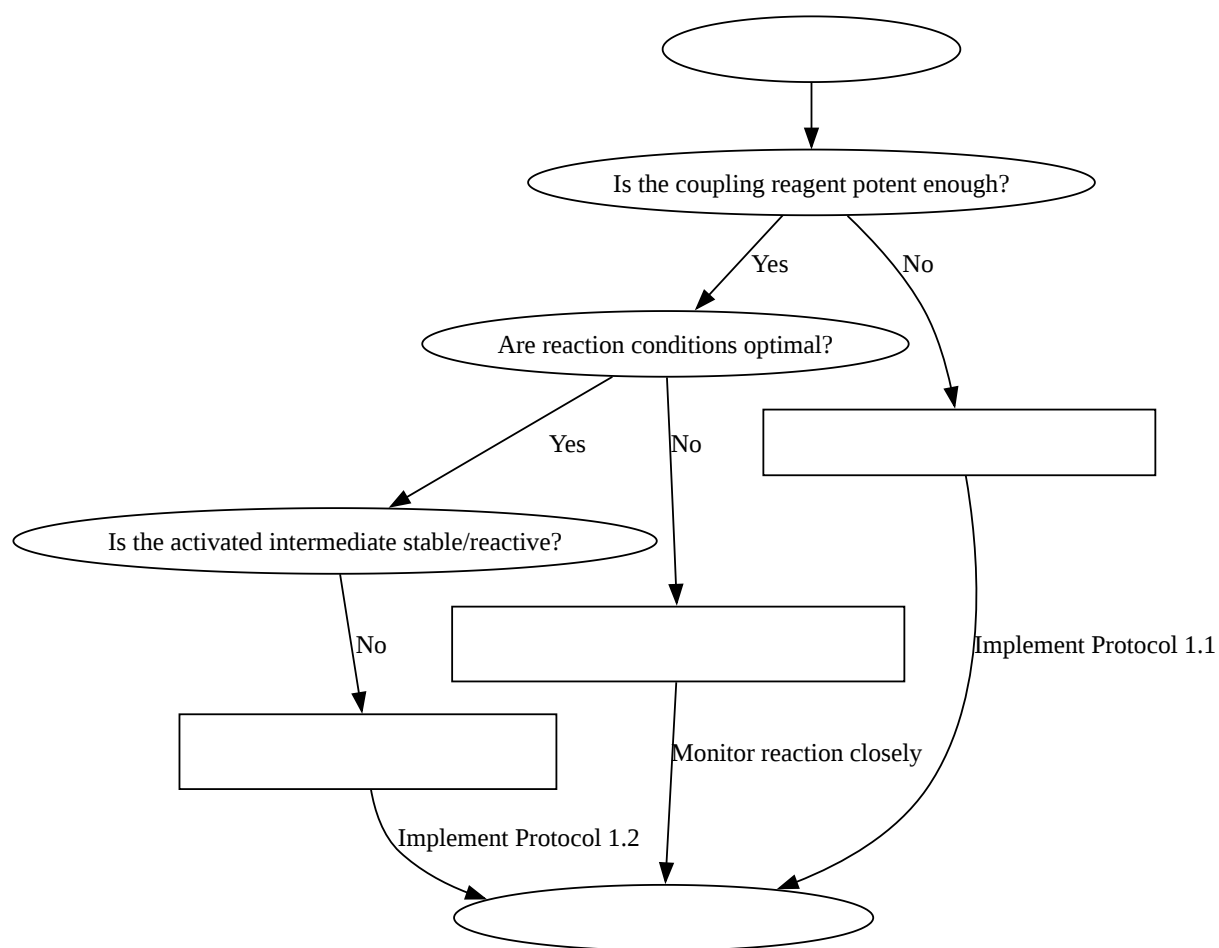 Is the coupling reagent potent enough?
Yes
No
Are reaction conditions optimal?
Yes
No
Is the activated intermediate stable/reactive?
No
Implement Protocol 1.1
Monitor reaction closely
Implement Protocol 1.2